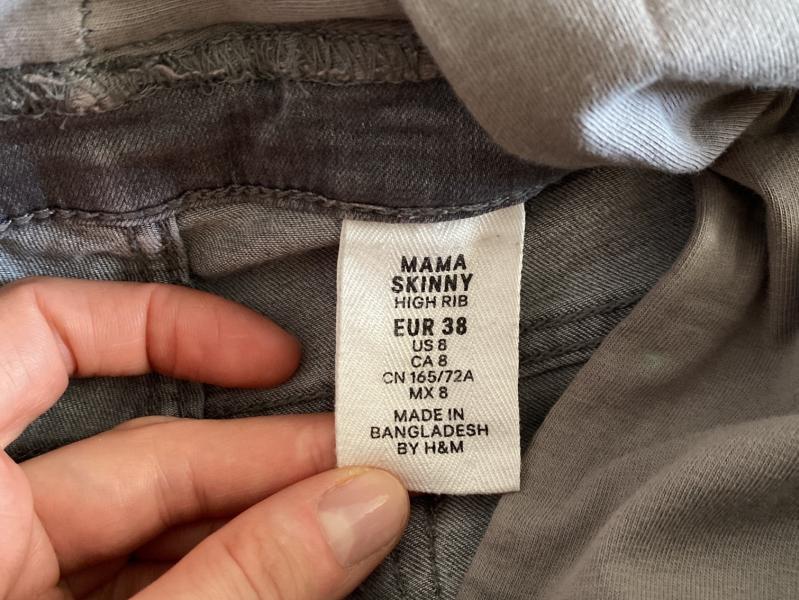 MAMA
SKINNY
HIGH RIB
EUR 38
US 8
CA 8
CN 165/72A
MX 8
MADE IN
BANGLADESH
BY H&M